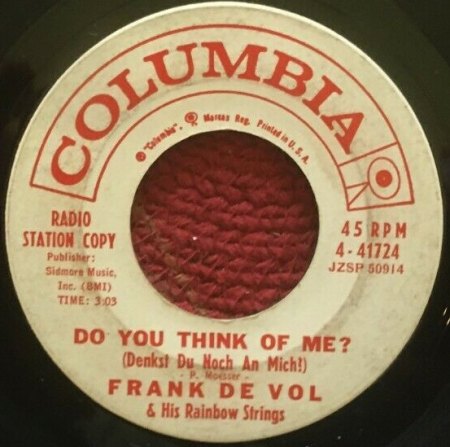 COLUMBIA
® "Columbia", ® Marcas Reg. Printed in U.S.A.
RADIO
STATION COPY
Publisher:
Sidmore Music,
Inc. (BMI)
TIME: 3:03
45 RPM
4-41724
JZSP 50914
DO YOU THINK OF ME?
(Denkst Du Noch An Mich!)
- P. Moesser -
FRANK DE VOL
& His Rainbow Strings